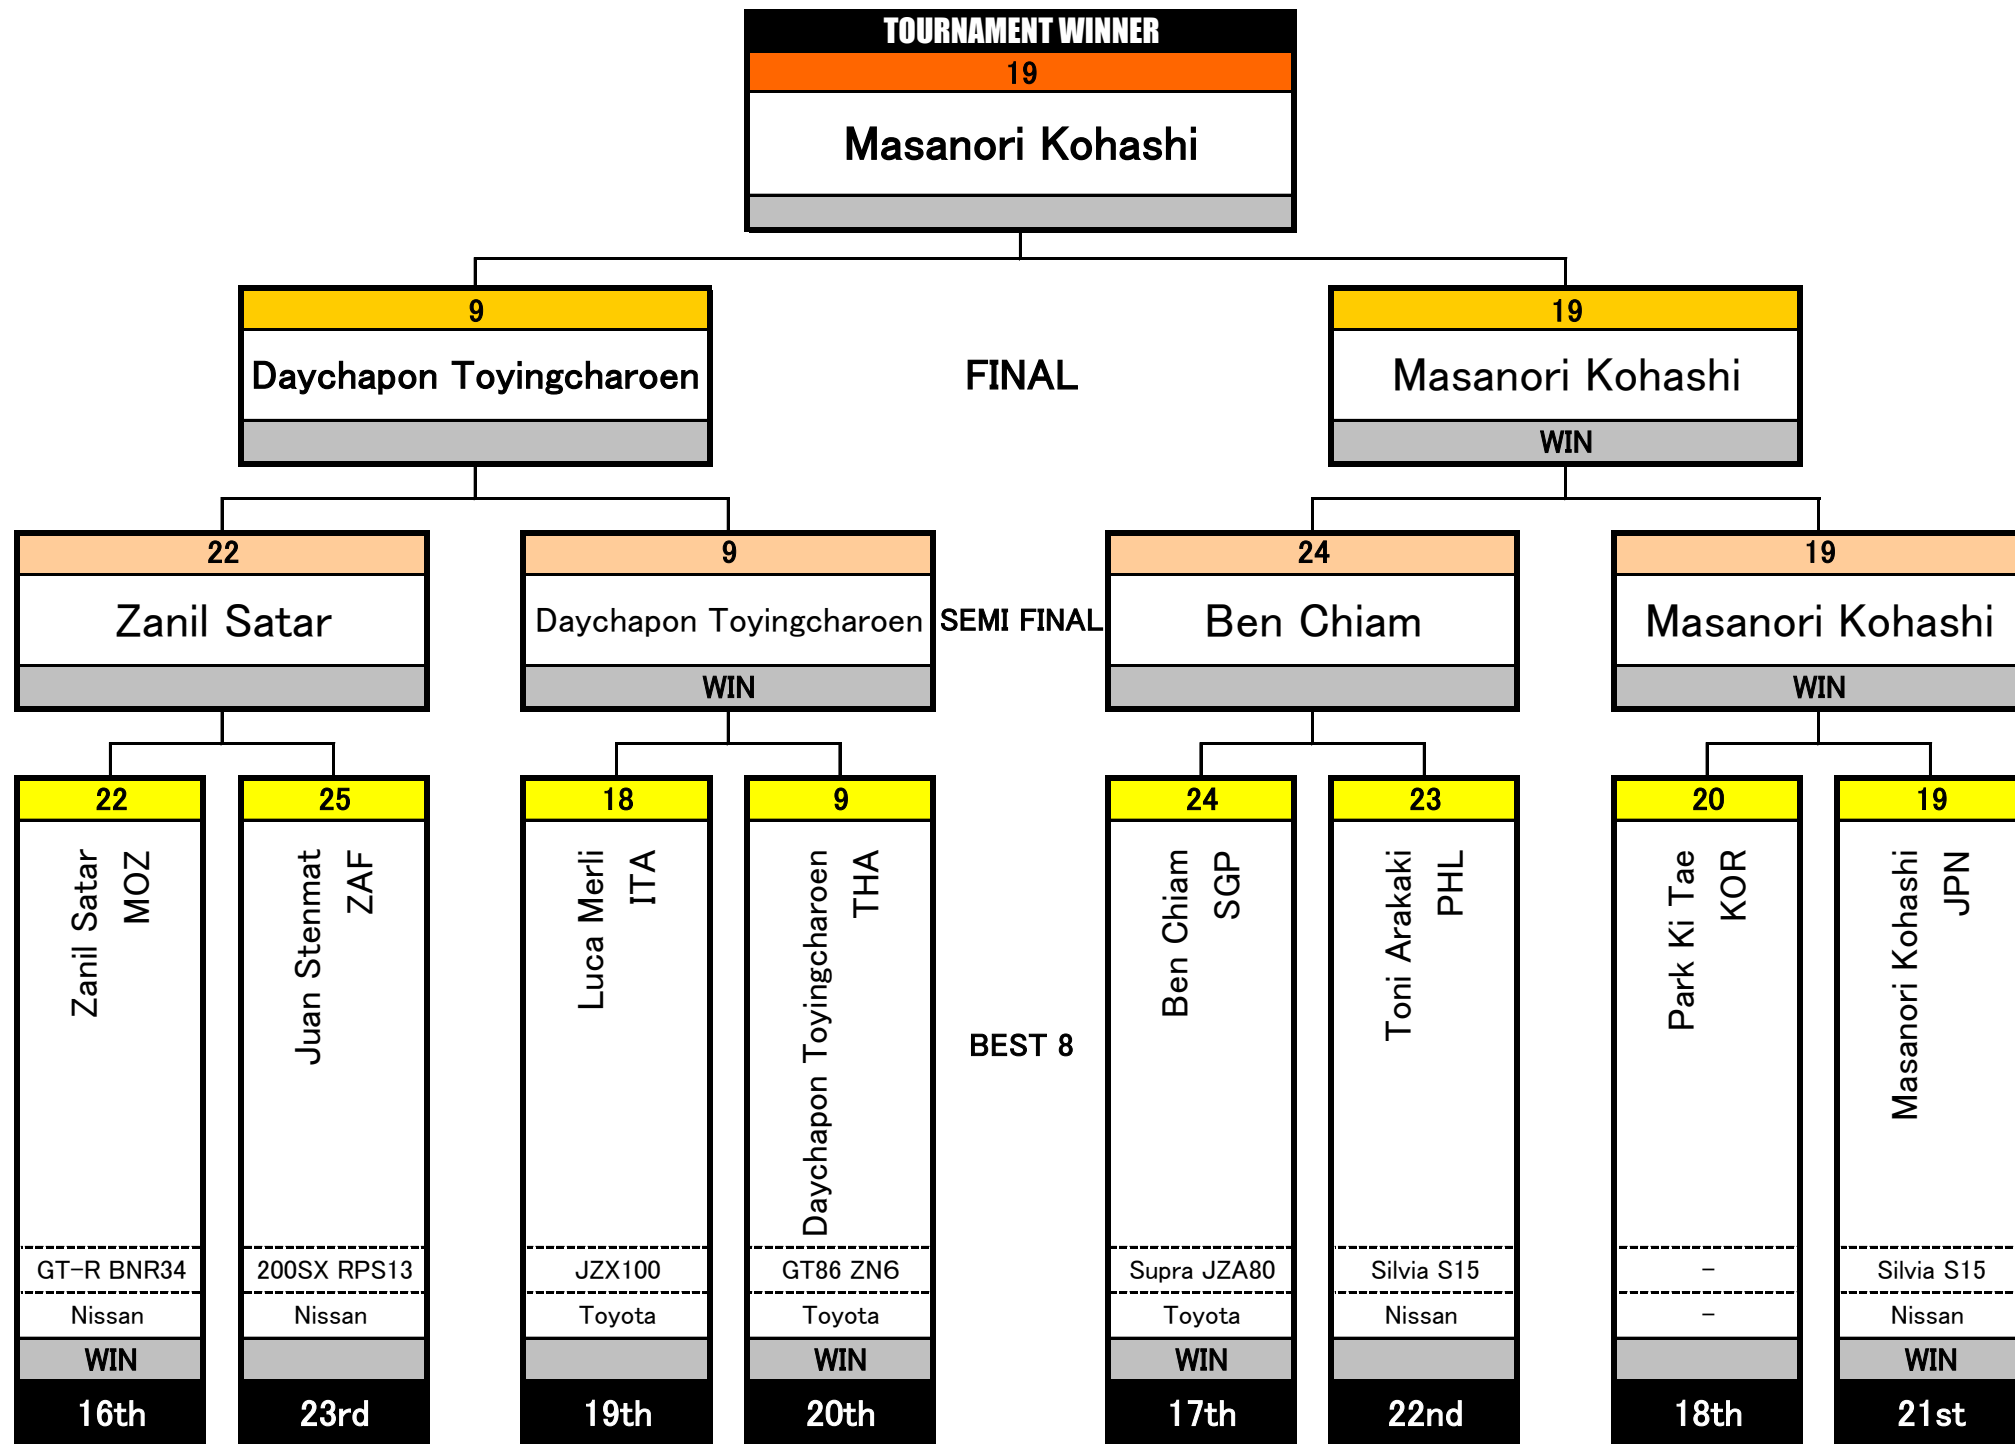 TOURNAMENT WINNER
19
Masanori Kohashi
9
Daychapon Toyingcharoen
FINAL
19
Masanori Kohashi
WIN
22
Zanil Satar
9
Daychapon Toyingcharoen
WIN
SEMI FINAL
24
Ben Chiam
19
Masanori Kohashi
WIN
22
Zanil Satar
MOZ
GT-R BNR34
Nissan
WIN
16th
25
Juan Stenmat
ZAF
200SX RPS13
Nissan
23rd
18
Luca Merli
ITA
JZX100
Toyota
19th
9
Daychapon Toyingcharoen
THA
GT86 ZN6
Toyota
WIN
20th
BEST 8
24
Ben Chiam
SGP
Supra JZA80
Toyota
WIN
17th
23
Toni Arakaki
PHL
Silvia S15
Nissan
22nd
20
Park Ki Tae
KOR
-
-
18th
19
Masanori Kohashi
JPN
Silvia S15
Nissan
WIN
21st